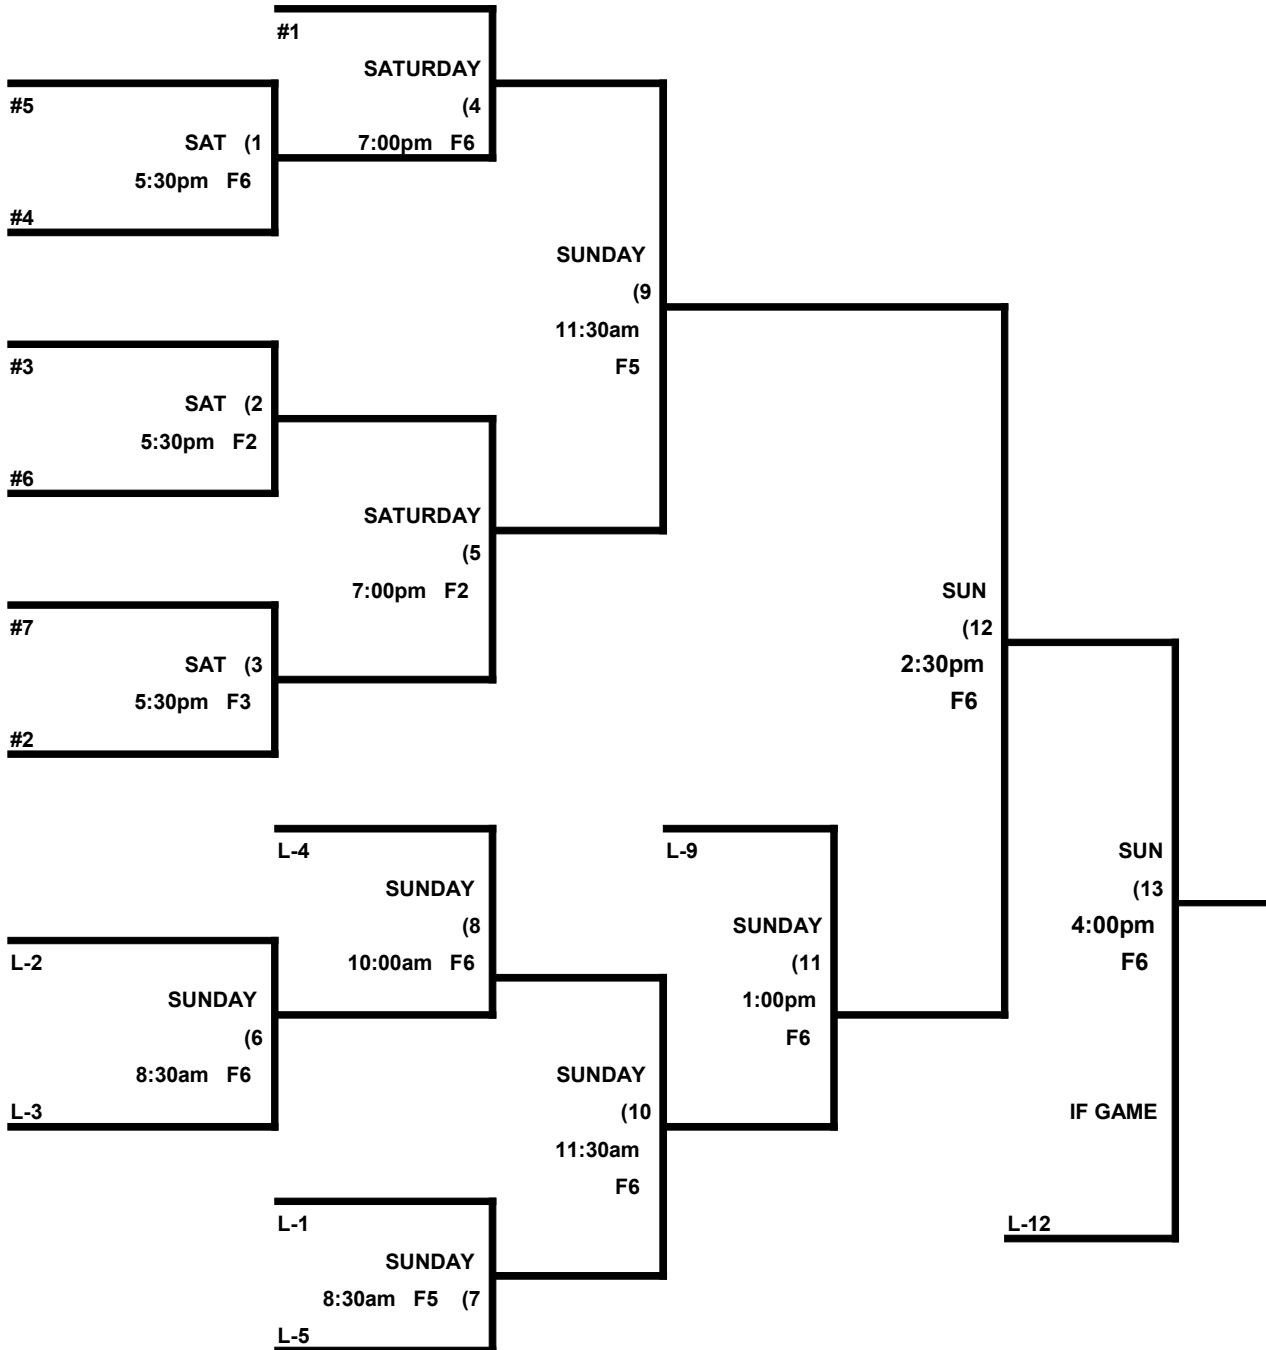 #1
SATURDAY
(4
7:00pm F6
#5
SAT (1
5:30pm F6
#4
SUNDAY
(9
11:30am
F5
#3
SAT (2
5:30pm F2
#6
SATURDAY
(5
7:00pm F2
#7
SAT (3
5:30pm F3
#2
SUN
(12
2:30pm
F6
L-4
SUNDAY
(8
10:00am F6
L-2
SUNDAY
(6
8:30am F6
L-3
L-9
SUNDAY
(11
1:00pm
F6
SUNDAY
(10
11:30am
F6
L-1
SUNDAY
8:30am F5 (7
L-5
SUN
(13
4:00pm
F6
IF GAME
L-12